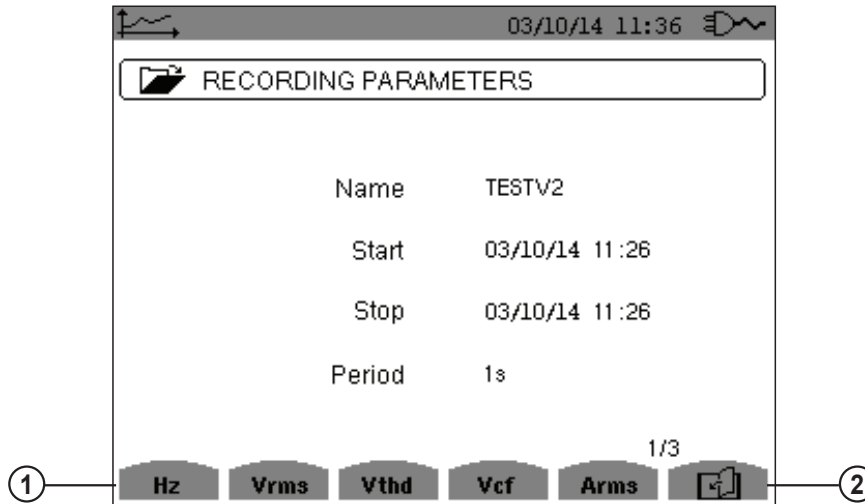 03/10/14 11:36
RECORDING PARAMETERS
Name TESTV2
Start 03/10/14 11:26
Stop 03/10/14 11:26
Period 1s
1/3
1 Hz Vrms Vthd Vcf Arms 2